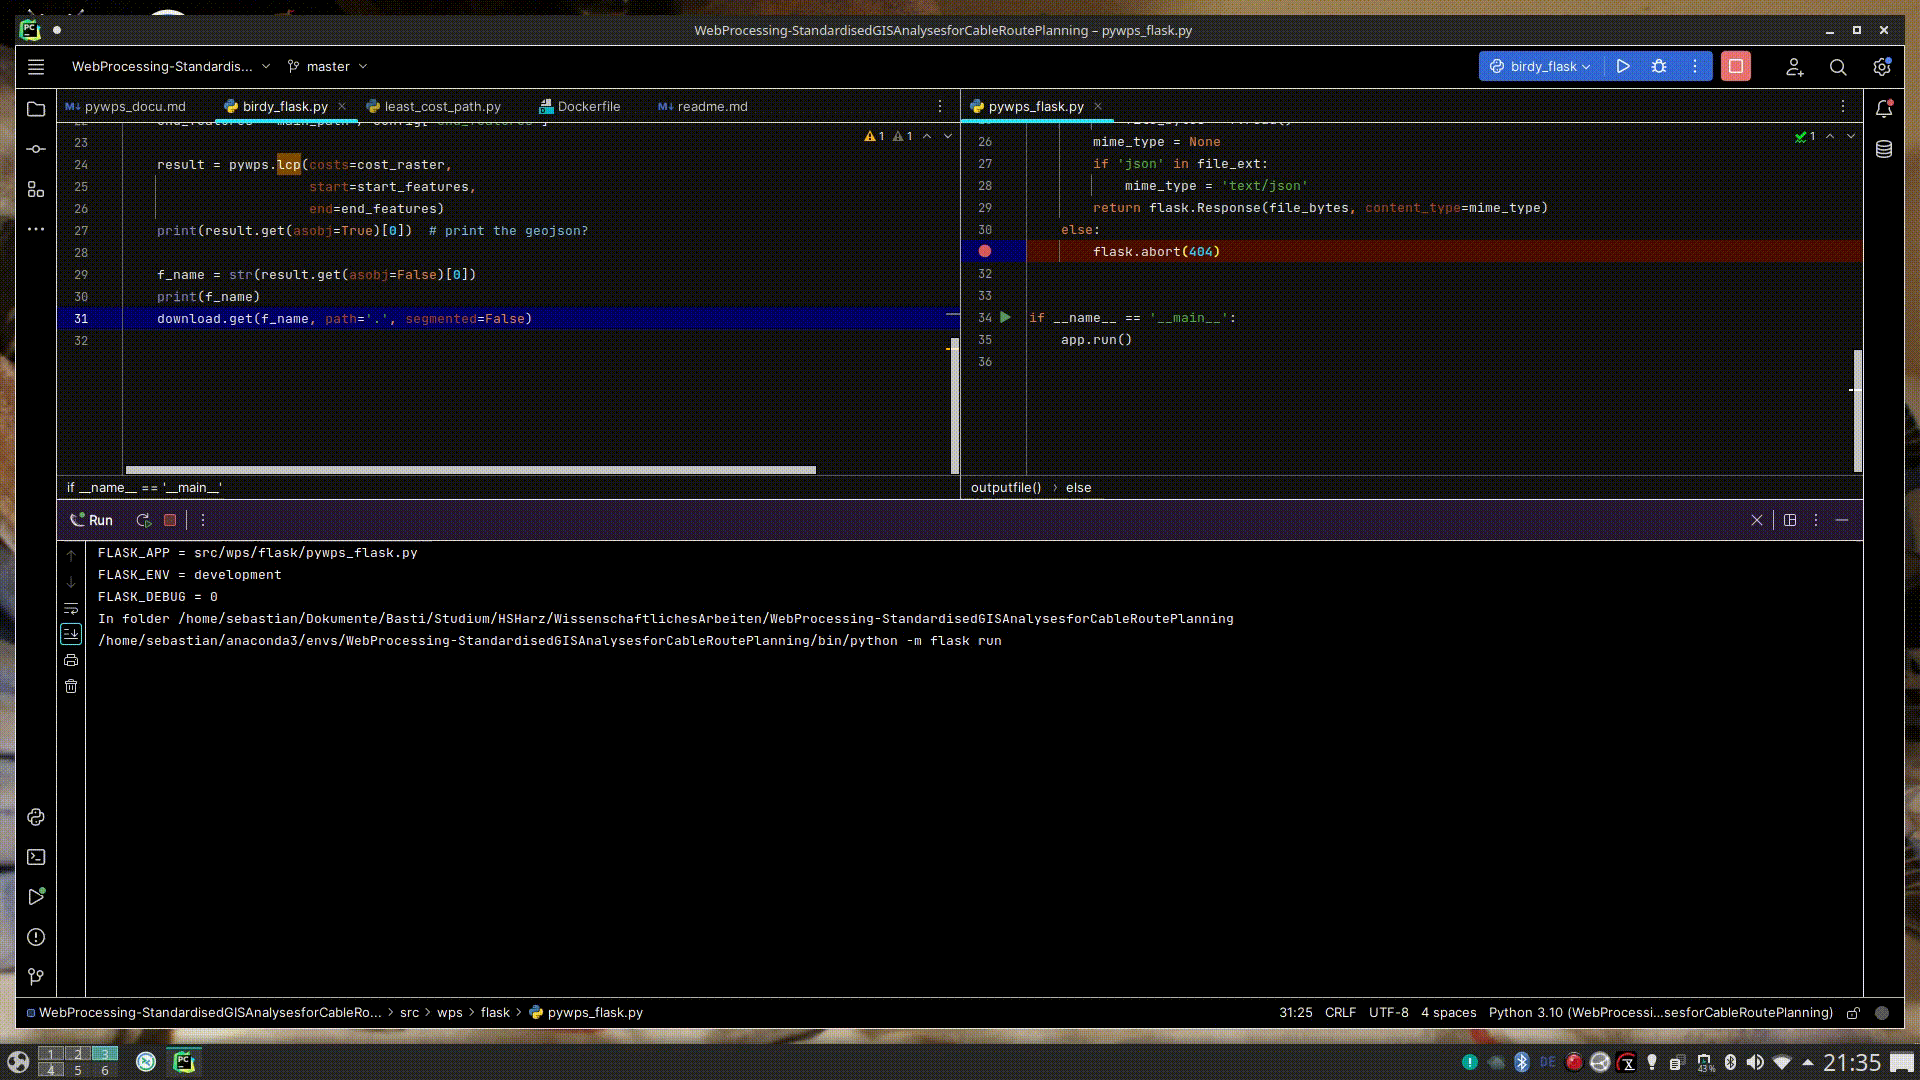 WebProcessing-StandardisedGISAnalysesforCableRoutePlanning – pywps_flask.py
WebProcessing-Standardis...
master
birdy_flask
pywps_docu.md
birdy_flask.py
least_cost_path.py
Dockerfile
readme.md
1 1
23
24 result = pywps.lcp(costs=cost_raster,
25 start=start_features,
26 end=end_features)
27 print(result.get(asobj=True)[0])  # print the geojson?
28
29 f_name = str(result.get(asobj=False)[0])
30 print(f_name)
31 download.get(f_name, path='.', segmented=False)
32
if __name__ == '__main__'
pywps_flask.py
1
26 mime_type = None
27 if 'json' in file_ext:
28 mime_type = 'text/json'
29 return flask.Response(file_bytes, content_type=mime_type)
30 else:
flask.abort(404)
32
33
34 if __name__ == '__main__':
35 app.run()
36
outputfile() › else
Run
FLASK_APP = src/wps/flask/pywps_flask.py
FLASK_ENV = development
FLASK_DEBUG = 0
In folder /home/sebastian/Dokumente/Basti/Studium/HSHarz/WissenschaftlichesArbeiten/WebProcessing-StandardisedGISAnalysesforCableRoutePlanning
/home/sebastian/anaconda3/envs/WebProcessing-StandardisedGISAnalysesforCableRoutePlanning/bin/python -m flask run
WebProcessing-StandardisedGISAnalysesforCableRo... › src › wps › flask › pywps_flask.py
31:25 CRLF UTF-8 4 spaces Python 3.10 (WebProcessi...sesforCableRoutePlanning)
1 2 3
4 5 6
DE
43%
21:35